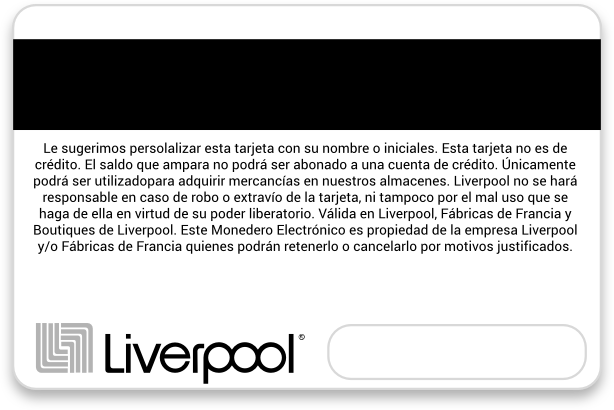 Le sugerimos persolalizar esta tarjeta con su nombre o iniciales. Esta tarjeta no es de
crédito. El saldo que ampara no podrá ser abonado a una cuenta de crédito. Únicamente
podrá ser utilizadopara adquirir mercancías en nuestros almacenes. Liverpool no se hará
responsable en caso de robo o extravío de la tarjeta, ni tampoco por el mal uso que se
haga de ella en virtud de su poder liberatorio. Válida en Liverpool, Fábricas de Francia y
Boutiques de Liverpool. Este Monedero Electrónico es propiedad de la empresa Liverpool
y/o Fábricas de Francia quienes podrán retenerlo o cancelarlo por motivos justificados.
Liverpool®